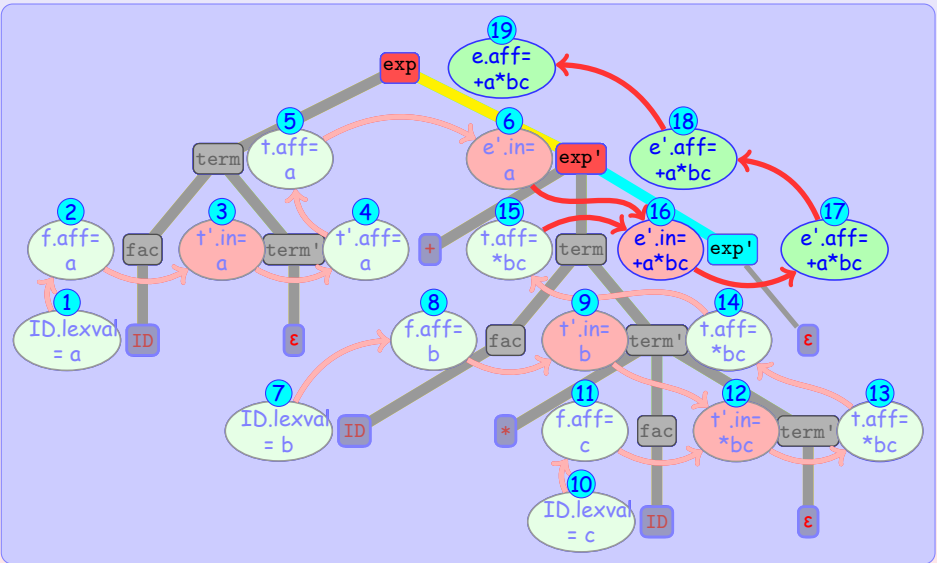 19
e.aff=
+a*bc
exp
5
t.aff=
a
6
e'.in=
a
18
e'.aff=
+a*bc
term
exp'
2
f.aff=
a
fac
3
t'.in=
a
term'
4
t'.aff=
a
+
15
t.aff=
*bc
term
16
e'.in=
+a*bc
exp'
17
e'.aff=
+a*bc
1
ID.lexval
= a
ID
ε
8
f.aff=
b
fac
9
t'.in=
b
term'
14
t.aff=
*bc
ε
7
ID.lexval
= b
ID
*
11
f.aff=
c
fac
12
t'.in=
*bc
term'
13
t.aff=
*bc
10
ID.lexval
= c
ID
ε